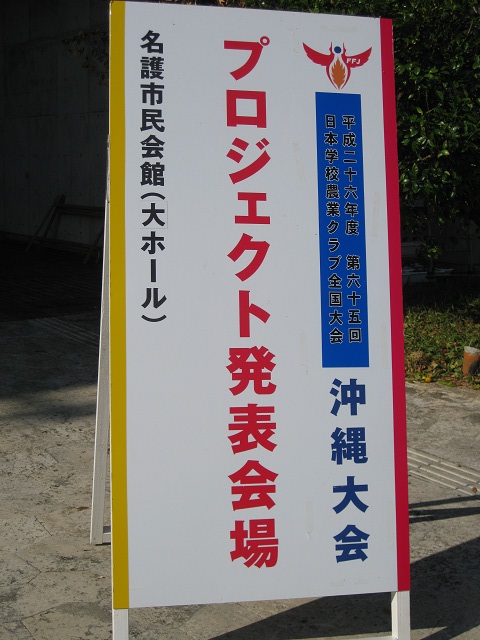 FFJ
平成二十六年度 第六十五回
日本学校農業クラブ全国大会
沖縄大会
プロジェクト発表会場
名護市民会館(大ホール)